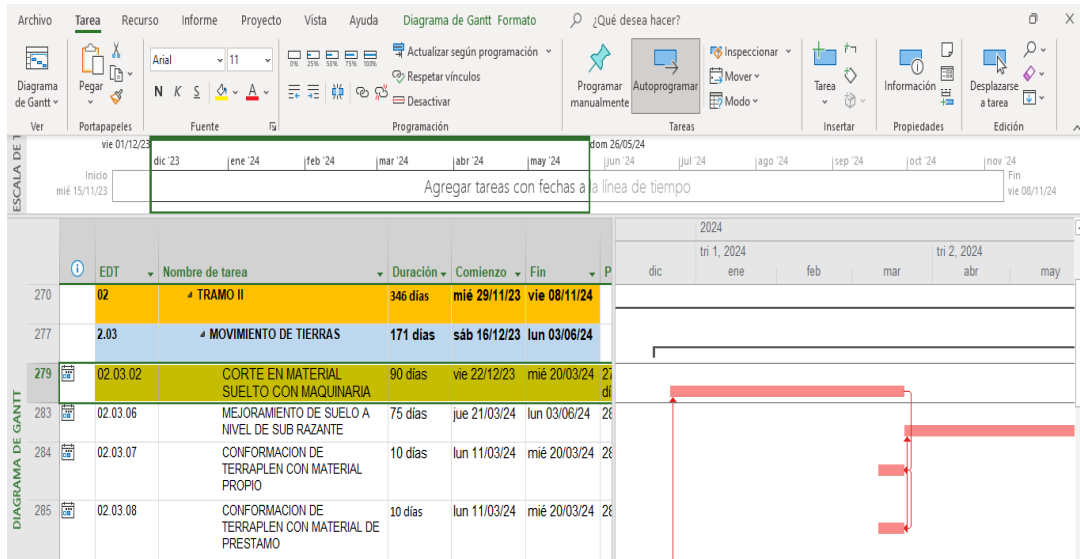 Archivo Tarea Recurso Informe Proyecto Vista Ayuda Diagrama de Gantt Formato ¿Qué desea hacer?
Diagrama de Gantt
Pegar
Arial 11
N K S A
0% 25% 50% 75% 100%
Actualizar según programación
Respetar vínculos
Desactivar
Programar manualmente
Autoprogramar
Inspeccionar
Mover
Modo
Tarea
Información
Desplazarse a tarea
Ver Portapapeles Fuente Programación Tareas Insertar Propiedades Edición
ESCALA DE
vie 01/12/23 dom 26/05/24
dic '23 ene '24 feb '24 mar '24 abr '24 may '24 jun '24 jul '24 ago '24 sep '24 oct '24 nov '24
Inicio
mié 15/11/23
Agregar tareas con fechas a la línea de tiempo
Fin
vie 08/11/24
DIAGRAMA DE GANTT
EDT Nombre de tarea Duración Comienzo Fin P
2024
tri 1, 2024 tri 2, 2024
dic ene feb mar abr may
270 02 TRAMO II 346 días mié 29/11/23 vie 08/11/24
277 2.03 MOVIMIENTO DE TIERRAS 171 días sáb 16/12/23 lun 03/06/24
279 02.03.02 CORTE EN MATERIAL 90 días vie 22/12/23 mié 20/03/24 27
SUELTO CON MAQUINARIA dí
283 02.03.06 MEJORAMIENTO DE SUELO A 75 días jue 21/03/24 lun 03/06/24 28
NIVEL DE SUB RAZANTE
284 02.03.07 CONFORMACION DE 10 días lun 11/03/24 mié 20/03/24 28
TERRAPLEN CON MATERIAL
PROPIO
285 02.03.08 CONFORMACION DE 10 días lun 11/03/24 mié 20/03/24 28
TERRAPLEN CON MATERIAL DE
PRESTAMO